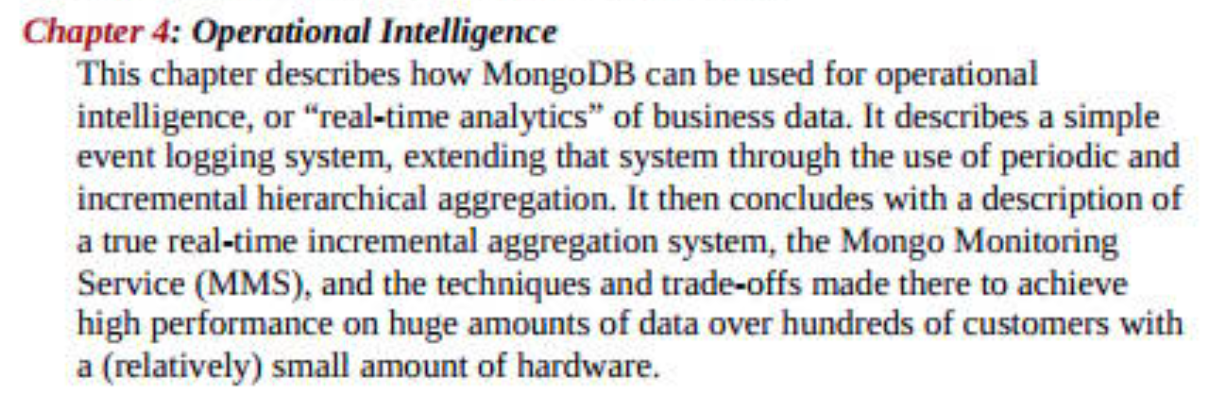 Chapter 4: Operational Intelligence
This chapter describes how MongoDB can be used for operational
intelligence, or “real-time analytics” of business data. It describes a simple
event logging system, extending that system through the use of periodic and
incremental hierarchical aggregation. It then concludes with a description of
a true real-time incremental aggregation system, the Mongo Monitoring
Service (MMS), and the techniques and trade-offs made there to achieve
high performance on huge amounts of data over hundreds of customers with
a (relatively) small amount of hardware.